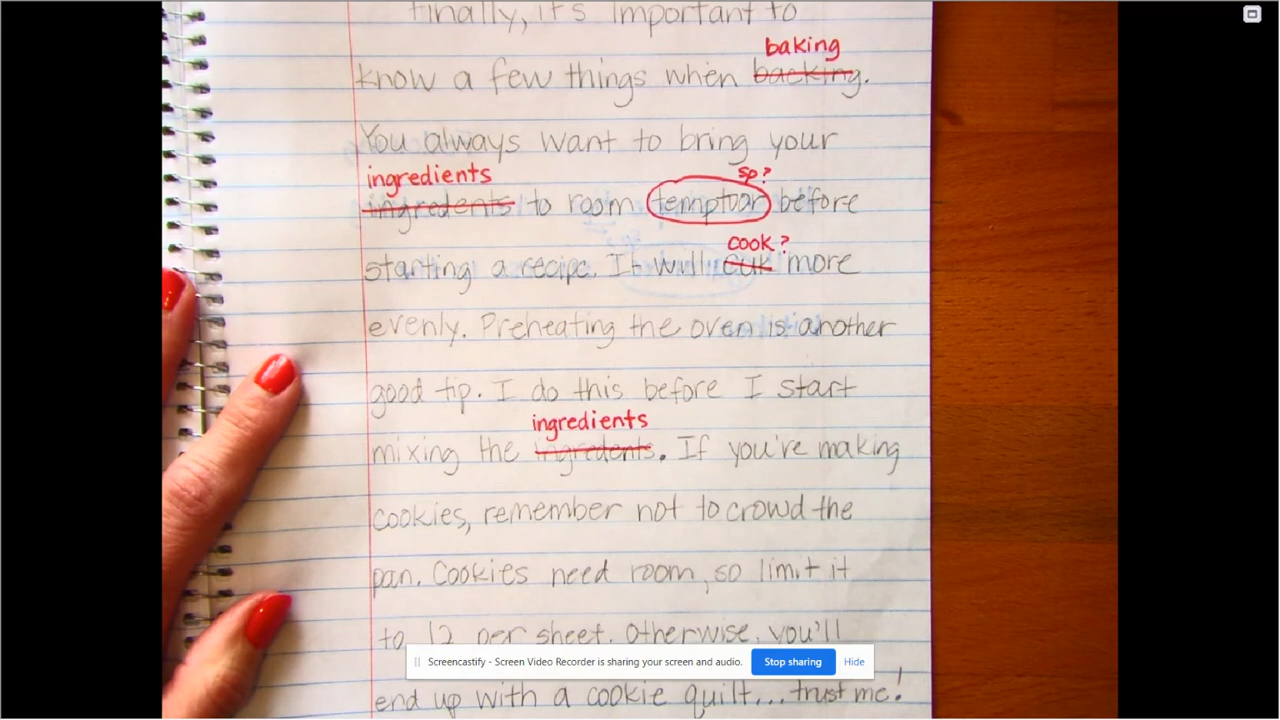 finally, it's important to
baking
know a few things when backing.
You always want to bring your
ingredients sp?
ingredents to room temptoar before
cook?
starting a recipe. It will cuk more
evenly. Preheating the oven is another
good tip. I do this before I start
ingredients
mixing the ingredents. If you're making
cookies, remember not to crowd the
pan. Cookies need room, so limit it
to 12 per sheet. Otherwise, you'll
Screencastify - Screen Video Recorder is sharing your screen and audio. Stop sharing Hide
end up with a cookie quilt...trust me!